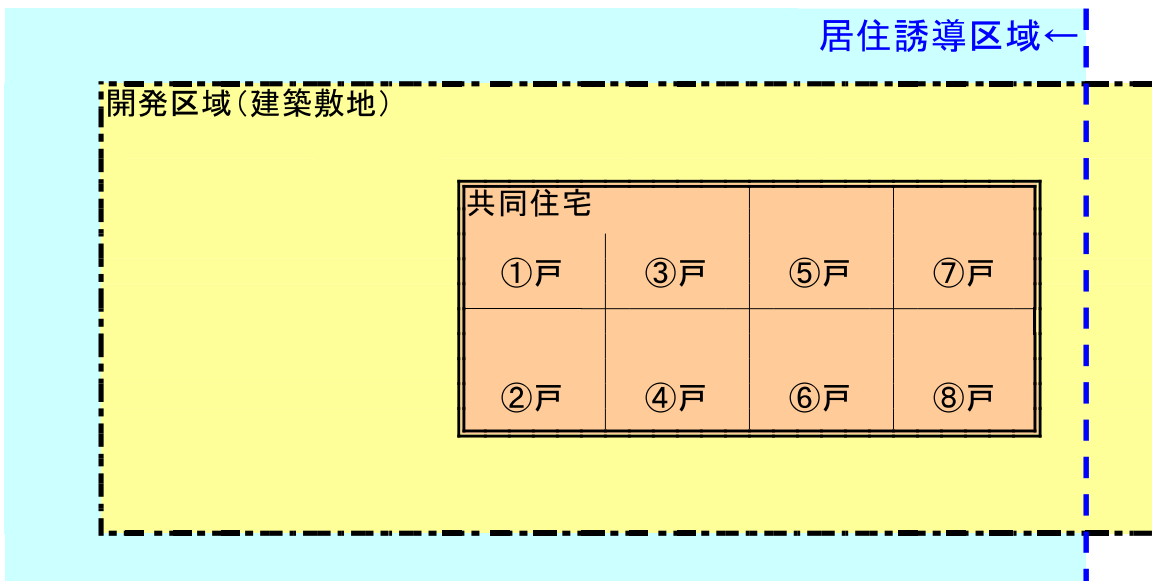 居住誘導区域←
開発区域（建築敷地）
共同住宅
①戸 ③戸 ⑤戸 ⑦戸
②戸 ④戸 ⑥戸 ⑧戸